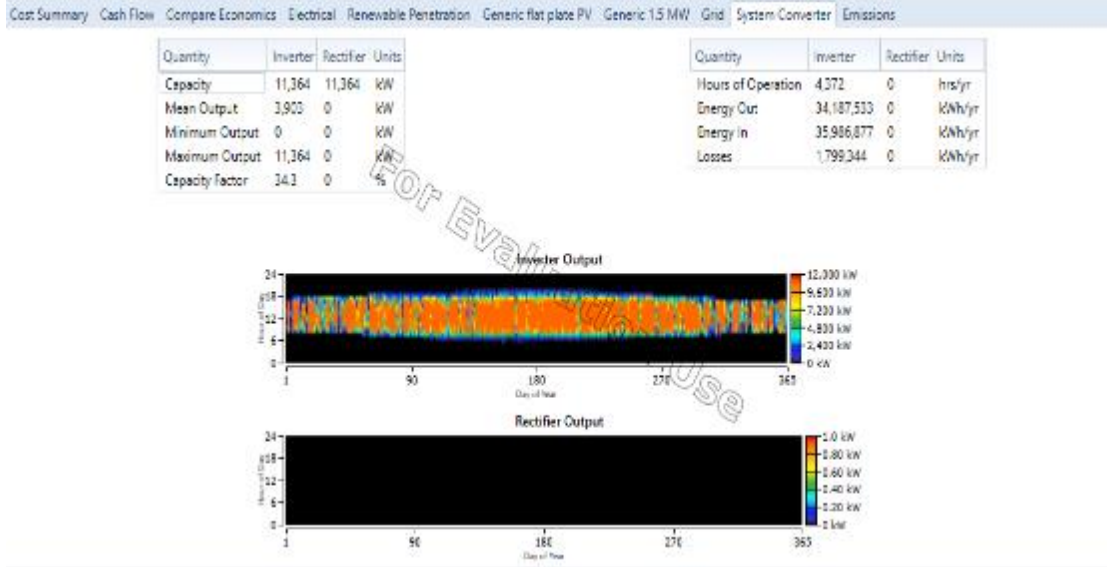 Cost Summary Cash Flow Compare Economics Electrical Renewable Penetration Generic flat plate PV Generic 1.5 MW Grid System Converter Emissions
Quantity Inverter Rectifier Units
Capacity 11,364 11,364 kW
Mean Output 3,903 0 kW
Minimum Output 0 0 kW
Maximum Output 11,364 0 kW
Capacity Factor 34.3 0 %
Quantity Inverter Rectifier Units
Hours of Operation 4,372 0 hrs/yr
Energy Out 34,187,533 0 kWh/yr
Energy In 35,986,877 0 kWh/yr
Losses 1,799,344 0 kWh/yr
For Evaluation Use
Inverter Output
24
18
12
6
0
Hours of Day
1 90 180 270 365
Day of Year
12,000 kW
9,600 kW
7,200 kW
4,800 kW
2,400 kW
0 kW
Rectifier Output
24
18
12
6
0
Hours of Day
1 90 180 270 365
Day of Year
1.0 kW
0.80 kW
0.60 kW
0.40 kW
0.20 kW
0 kW